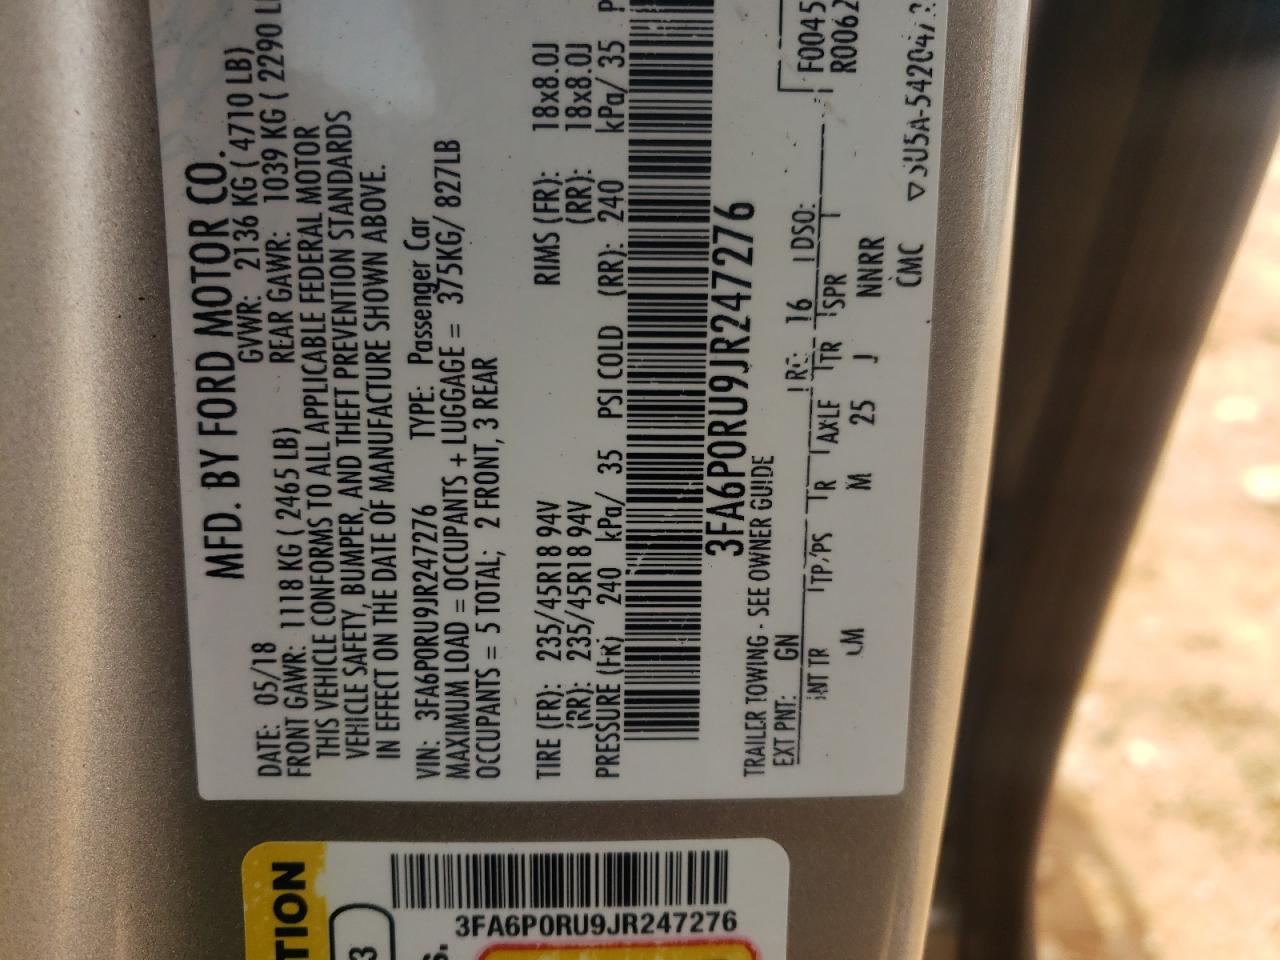 MFD. BY FORD MOTOR CO.
DATE: 05/18 GVWR: 2136 KG ( 4710 LB)
FRONT GAWR: 1118 KG ( 2465 LB) REAR GAWR: 1039 KG ( 2290
THIS VEHICLE CONFORMS TO ALL APPLICABLE FEDERAL MOTOR
VEHICLE SAFETY, BUMPER, AND THEFT PREVENTION STANDARDS
IN EFFECT ON THE DATE OF MANUFACTURE SHOWN ABOVE.
VIN: 3FA6P0RU9JR247276 TYPE: Passenger Car
MAXIMUM LOAD = OCCUPANTS + LUGGAGE = 375KG/ 827LB
OCCUPANTS = 5 TOTAL; 2 FRONT, 3 REAR
TIRE (FR): 235/45R18 94V RIMS (FR): 18x8.0J
(RR): 235/45R18 94V (RR): 18x8.0J
PRESSURE (FR) 240 kPa/ 35 PSI COLD (RR): 240 kPa/ 35 P
3FA6P0RU9JR247276
TRAILER TOWING - SEE OWNER GUIDE
F0045
R0062
EXT PNT: GN RC: 16 DSO:
INT TR TP/PS R AXLE TR SPR
M 25 J NNRR
CMC
3FA6P0RU9JR247276
TION
3
S.